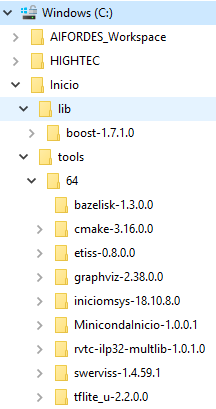 Windows (C:)
AIFORDES_Workspace
HIGHTEC
Inicio
lib
boost-1.7.1.0
tools
64
bazelisk-1.3.0.0
cmake-3.16.0.0
etiss-0.8.0.0
graphviz-2.38.0.0
iniciomsys-18.10.8.0
MinicondaInicio-1.0.0.1
rvtc-ilp32-multlib-1.0.1.0
swerviss-1.4.59.1
tflite_u-2.2.0.0